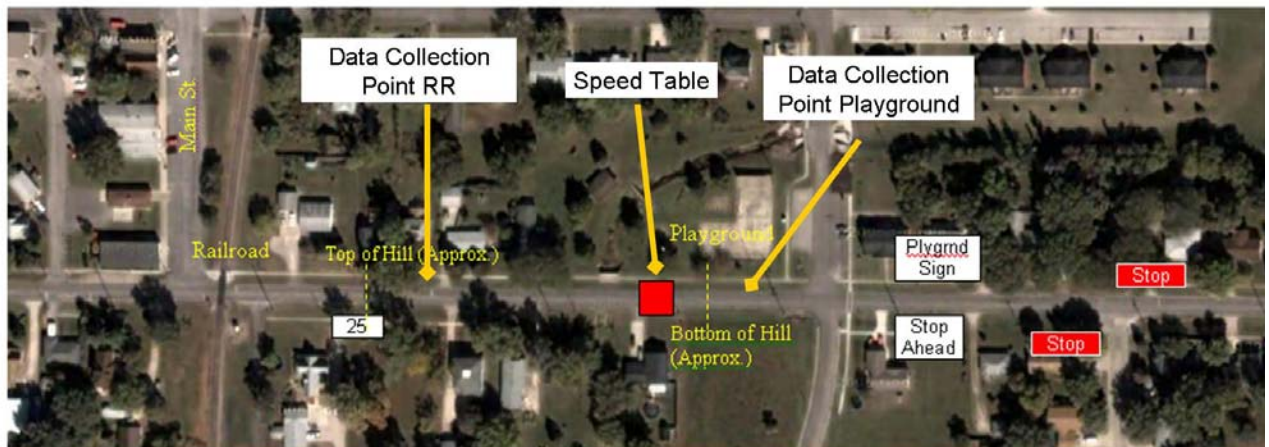 Data Collection
Point RR
Speed Table
Data Collection
Point Playground
Main St.
Railroad
Top of Hill (Approx.)
Playground
Plygrnd
Sign
Stop
25
Bottom of Hill
(Approx.)
Stop
Ahead
Stop